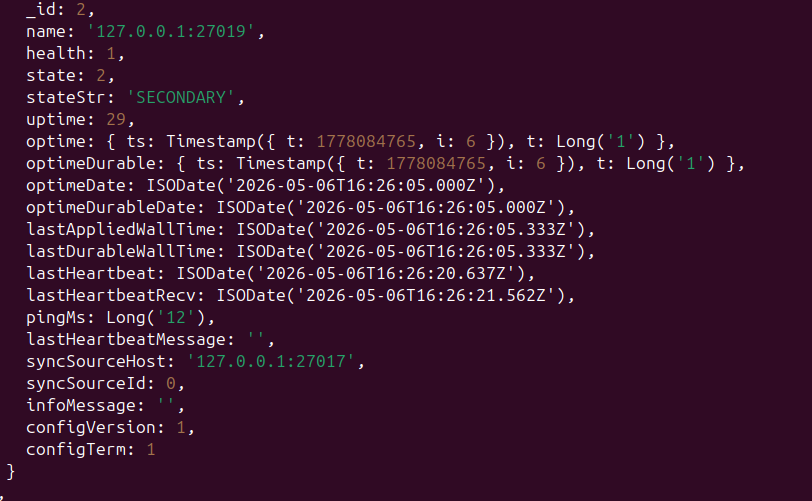 _id: 2,
name: '127.0.0.1:27019',
health: 1,
state: 2,
stateStr: 'SECONDARY',
uptime: 29,
optime: { ts: Timestamp({ t: 1778084765, i: 6 }), t: Long('1') },
optimeDurable: { ts: Timestamp({ t: 1778084765, i: 6 }), t: Long('1') },
optimeDate: ISODate('2026-05-06T16:26:05.000Z'),
optimeDurableDate: ISODate('2026-05-06T16:26:05.000Z'),
lastAppliedWallTime: ISODate('2026-05-06T16:26:05.333Z'),
lastDurableWallTime: ISODate('2026-05-06T16:26:05.333Z'),
lastHeartbeat: ISODate('2026-05-06T16:26:20.637Z'),
lastHeartbeatRecv: ISODate('2026-05-06T16:26:21.562Z'),
pingMs: Long('12'),
lastHeartbeatMessage: '',
syncSourceHost: '127.0.0.1:27017',
syncSourceId: 0,
infoMessage: '',
configVersion: 1,
configTerm: 1
}
,